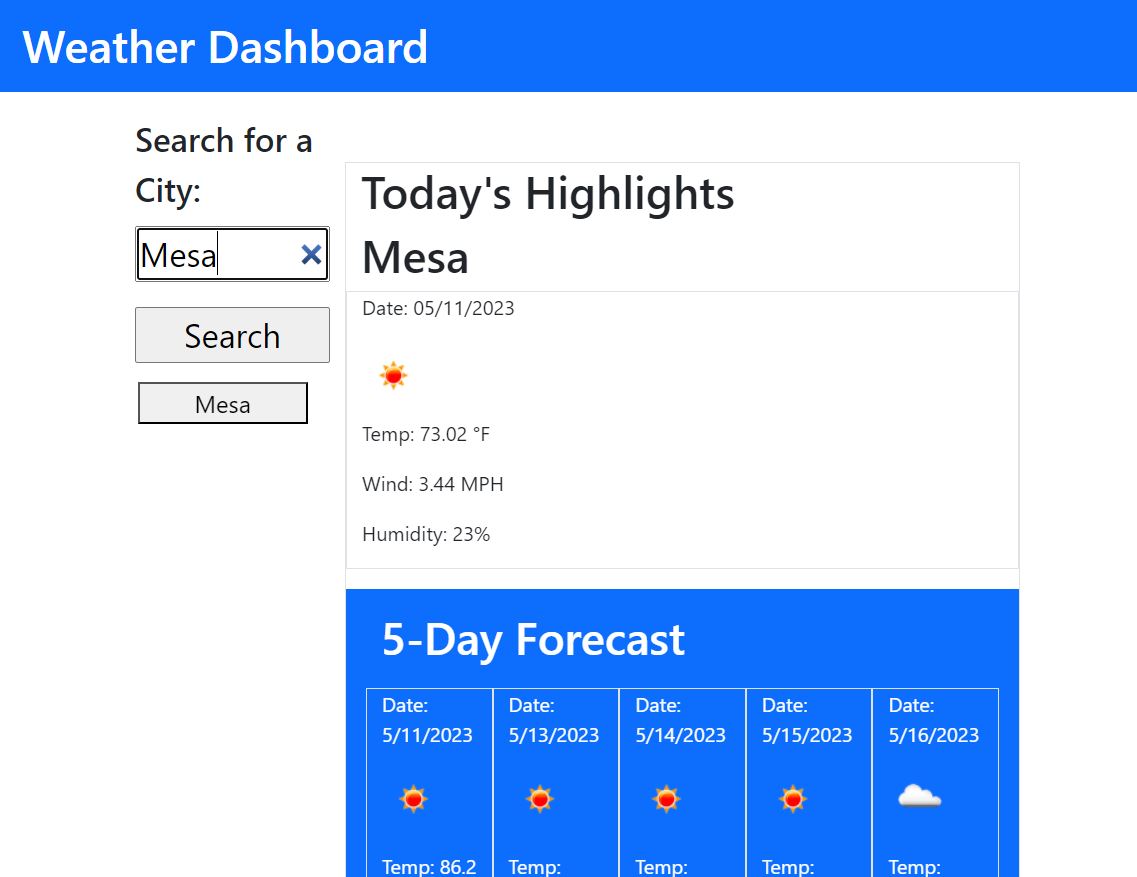 Weather Dashboard
Search for a
City:
Mesa
Search
Mesa
Today's Highlights
Mesa
Date: 05/11/2023
Temp: 73.02 °F
Wind: 3.44 MPH
Humidity: 23%
5-Day Forecast
Date:
5/11/2023
Temp: 86.2
Date:
5/13/2023
Temp:
Date:
5/14/2023
Temp:
Date:
5/15/2023
Temp:
Date:
5/16/2023
Temp: